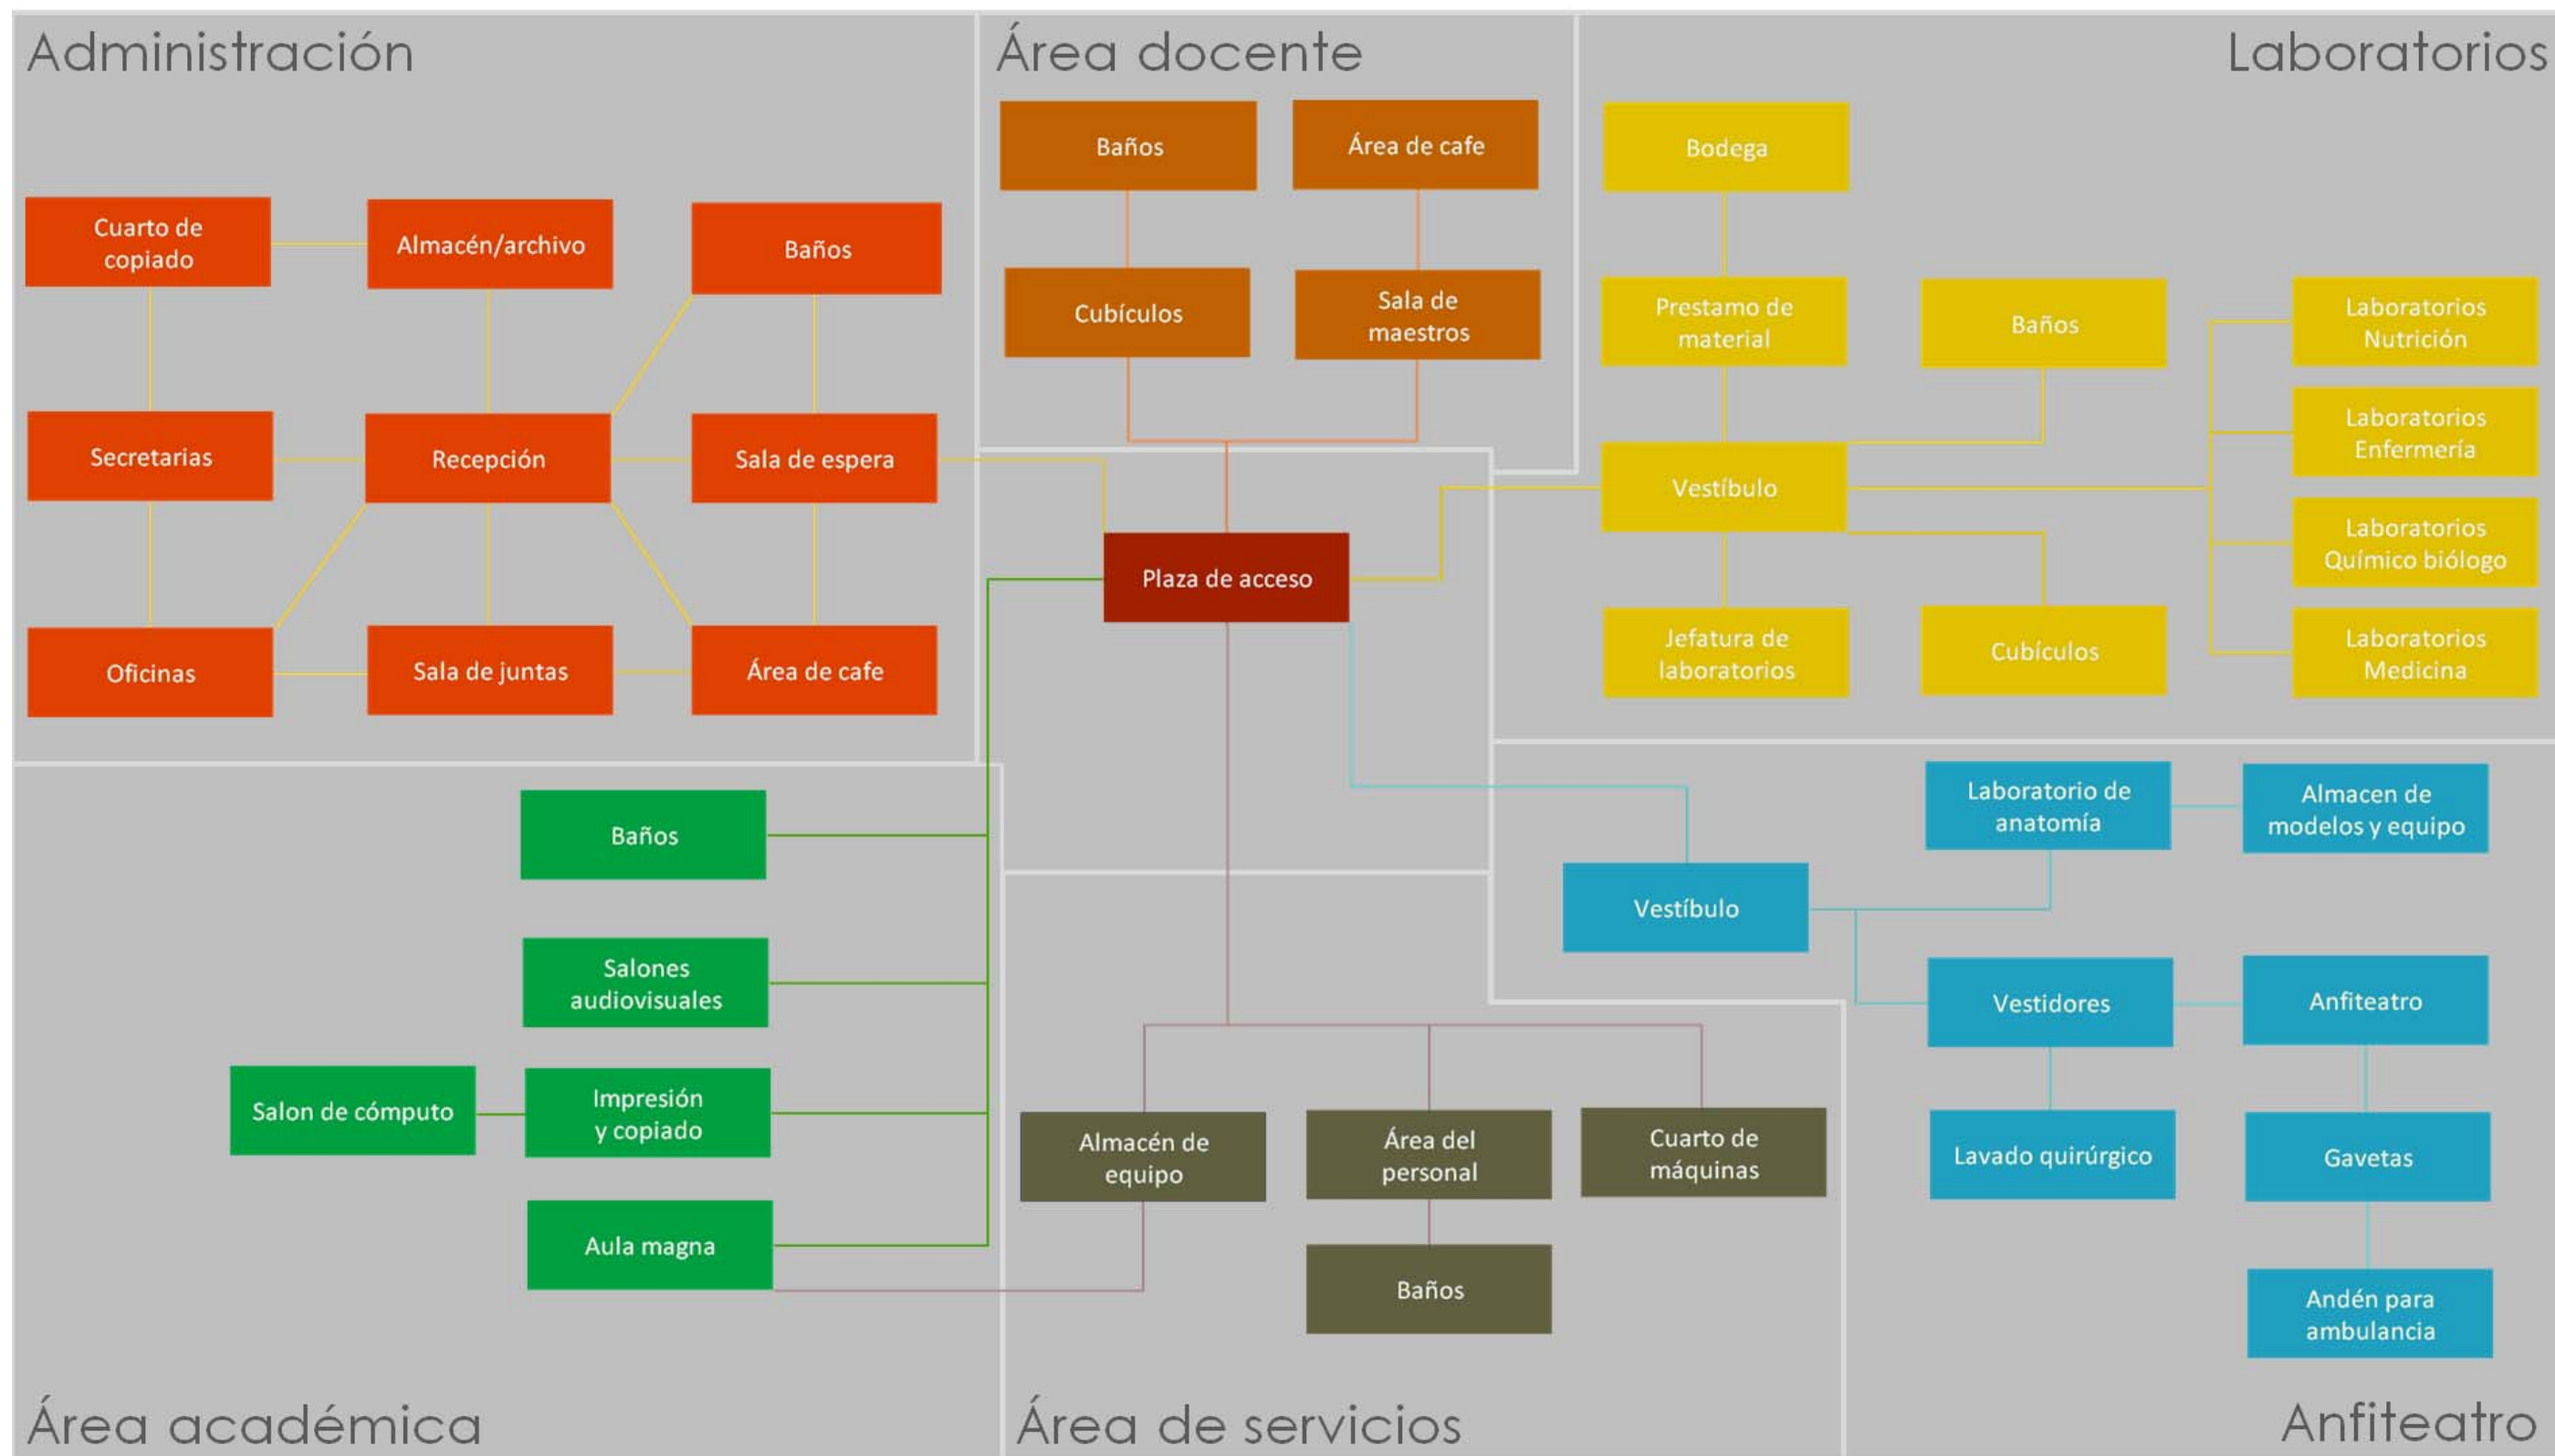 Administración
Cuarto de
copiado
Almacén/archivo
Baños
Secretarias
Recepción
Sala de espera
Oficinas
Sala de juntas
Área de cafe
Área docente
Baños
Área de cafe
Cubículos
Sala de
maestros
Plaza de acceso
Laboratorios
Bodega
Prestamo de
material
Baños
Vestíbulo
Jefatura de
laboratorios
Cubículos
Laboratorios
Nutrición
Laboratorios
Enfermería
Laboratorios
Químico biólogo
Laboratorios
Medicina
Baños
Salones
audiovisuales
Salon de cómputo
Impresión
y copiado
Aula magna
Área académica
Almacén de
equipo
Área del
personal
Cuarto de
máquinas
Baños
Área de servicios
Laboratorio de
anatomía
Almacen de
modelos y equipo
Vestíbulo
Vestidores
Anfiteatro
Lavado quirúrgico
Gavetas
Andén para
ambulancia
Anfiteatro